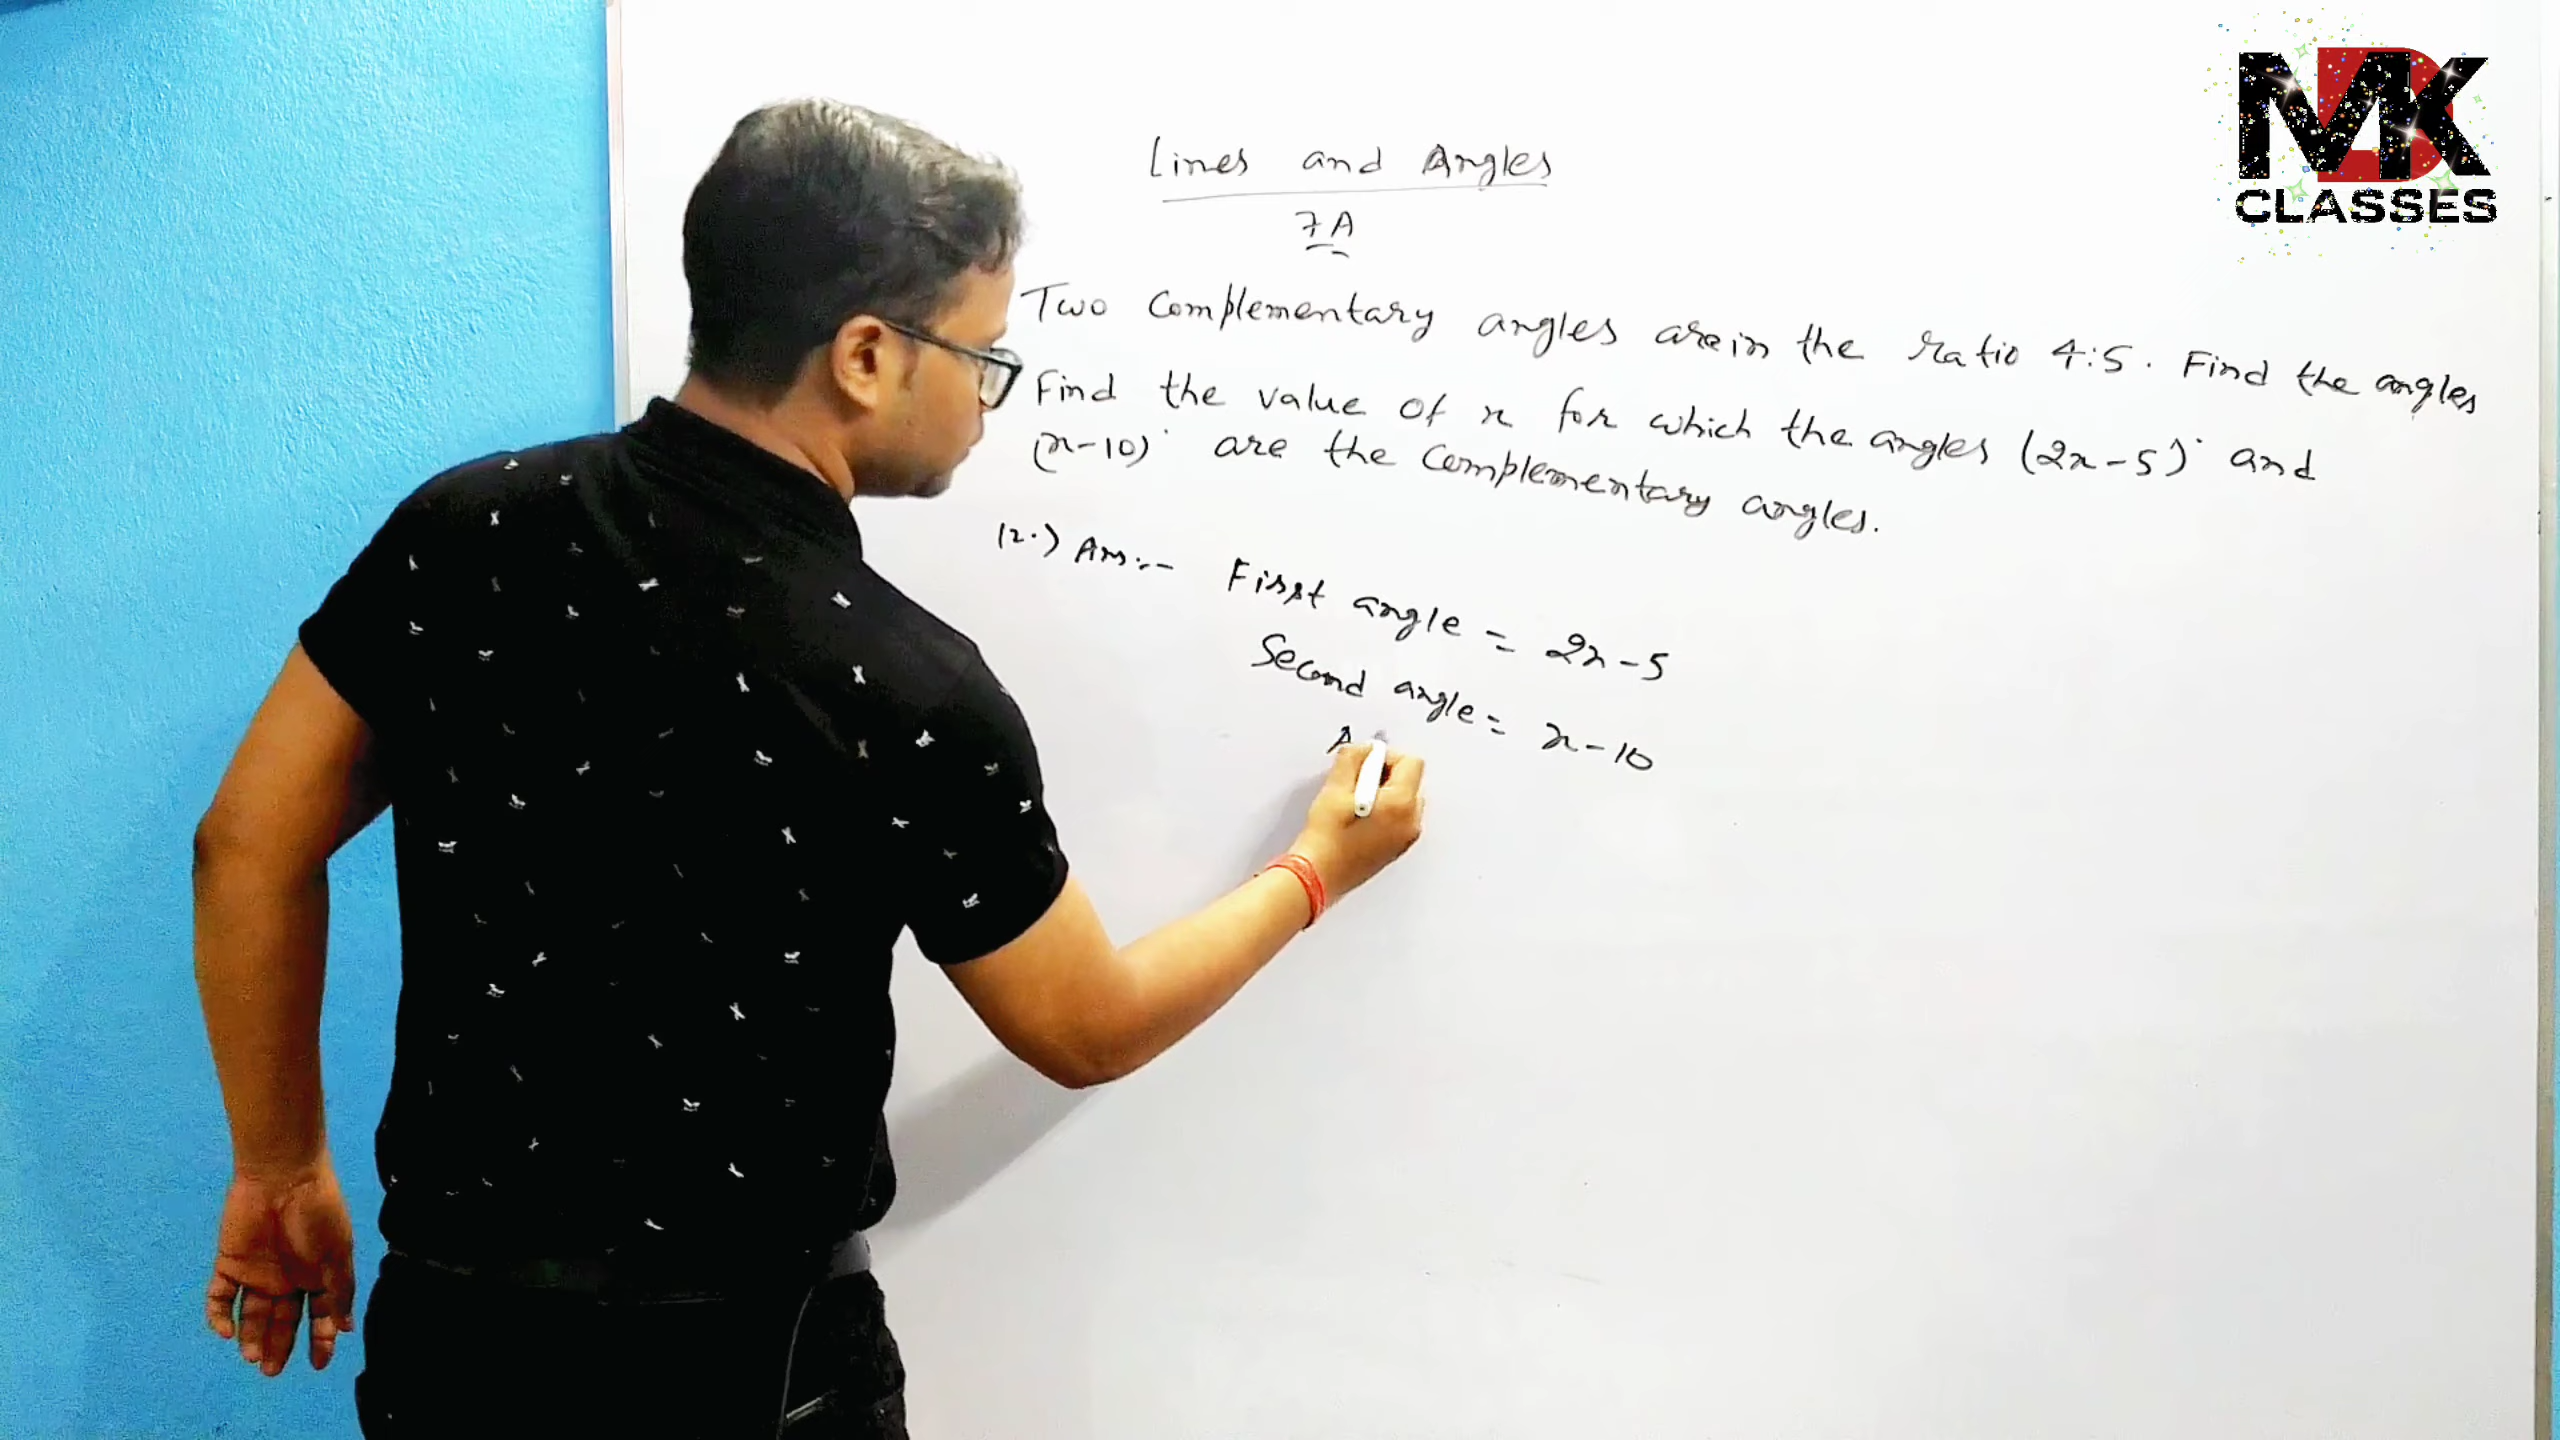 MDK
CLASSES
Lines and Angles
7A
Two Complementary angles are in the ratio 4:5. Find the angles
Find the value of x for which the angles (2x-5)° and
(x-10)° are the Complementary angles.
12.) Ans:- First angle = 2x-5
Second angle = x-10
A